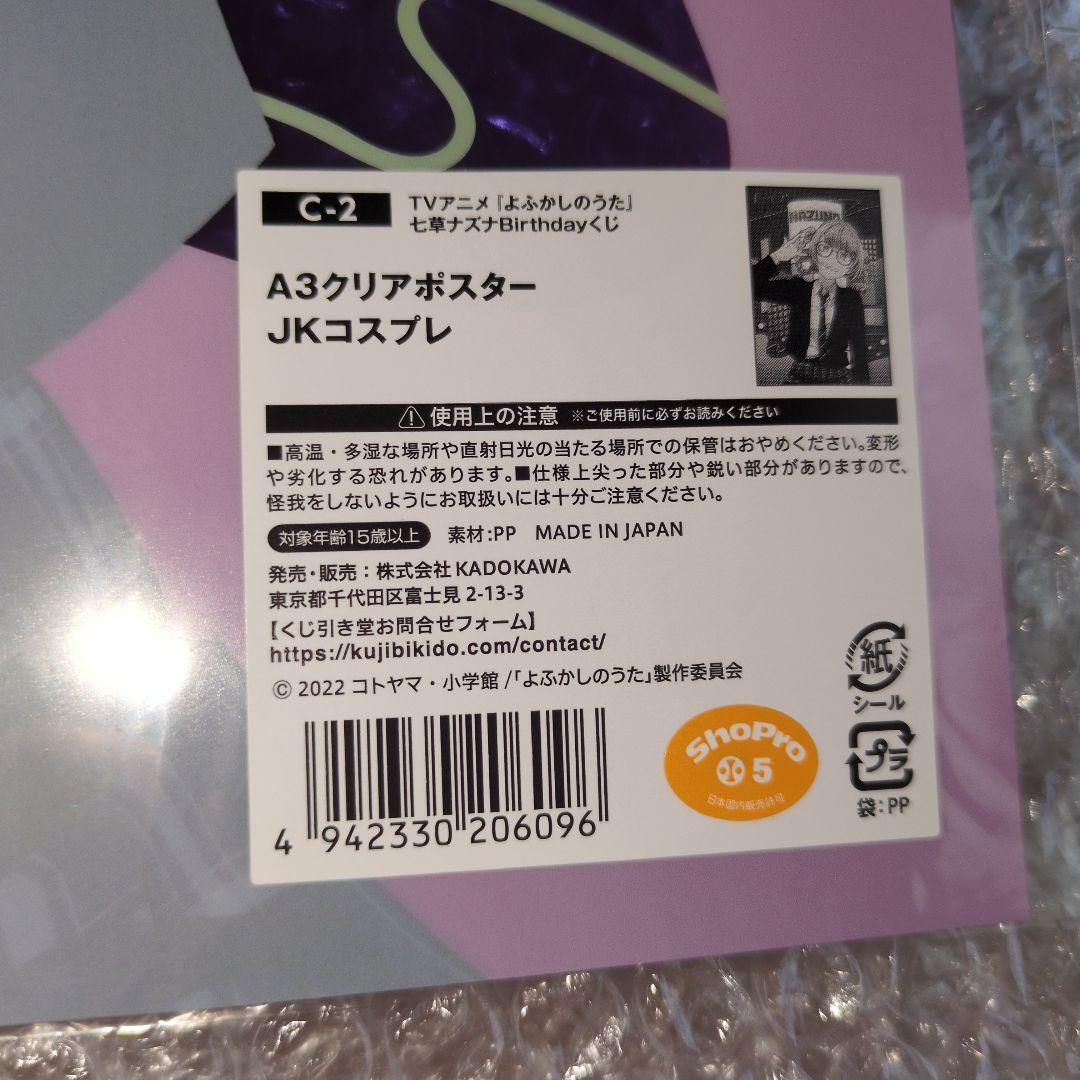 C-2
TVアニメ『よふかしのうた』
七草ナズナBirthdayくじ
NAZUNA
A3クリアポスター
JKコスプレ
使用上の注意 ※ご使用前に必ずお読みください
■高温・多湿な場所や直射日光の当たる場所での保管はおやめください。変形
や劣化する恐れがあります。■仕様上尖った部分や鋭い部分がありますので、
怪我をしないようにお取扱いには十分ご注意ください。
対象年齢15歳以上 素材:PP MADE IN JAPAN
発売・販売：株式会社KADOKAWA
東京都千代田区富士見 2-13-3
【くじ引き堂お問合せフォーム】
https://kujibikido.com/contact/
© 2022 コトヤマ・小学館/「よふかしのうた」製作委員会
紙
シール
プラ
袋:PP
ShoPro
5
日本国内販売許可
4 942330 206096